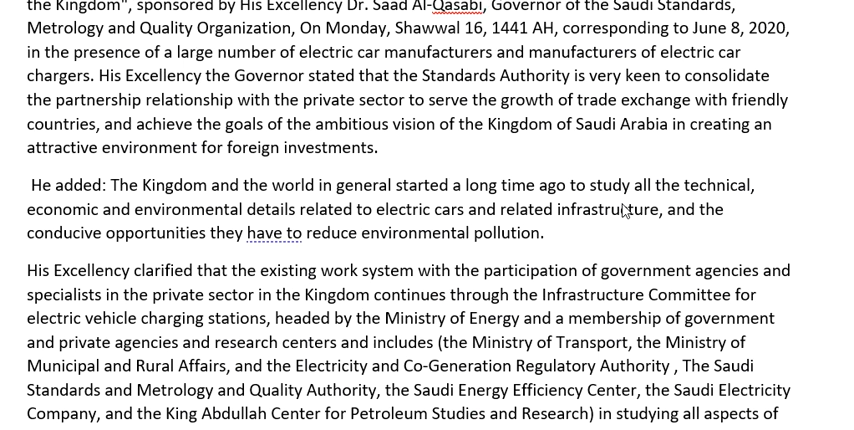 the Kingdom", sponsored by His Excellency Dr. Saad Al-Qasabi, Governor of the Saudi Standards,
Metrology and Quality Organization, On Monday, Shawwal 16, 1441 AH, corresponding to June 8, 2020,
in the presence of a large number of electric car manufacturers and manufacturers of electric car
chargers. His Excellency the Governor stated that the Standards Authority is very keen to consolidate
the partnership relationship with the private sector to serve the growth of trade exchange with friendly
countries, and achieve the goals of the ambitious vision of the Kingdom of Saudi Arabia in creating an
attractive environment for foreign investments.
He added: The Kingdom and the world in general started a long time ago to study all the technical,
economic and environmental details related to electric cars and related infrastructure, and the
conducive opportunities they have to reduce environmental pollution.
His Excellency clarified that the existing work system with the participation of government agencies and
specialists in the private sector in the Kingdom continues through the Infrastructure Committee for
electric vehicle charging stations, headed by the Ministry of Energy and a membership of government
and private agencies and research centers and includes (the Ministry of Transport, the Ministry of
Municipal and Rural Affairs, and the Electricity and Co-Generation Regulatory Authority , The Saudi
Standards and Metrology and Quality Authority, the Saudi Energy Efficiency Center, the Saudi Electricity
Company, and the King Abdullah Center for Petroleum Studies and Research) in studying all aspects of